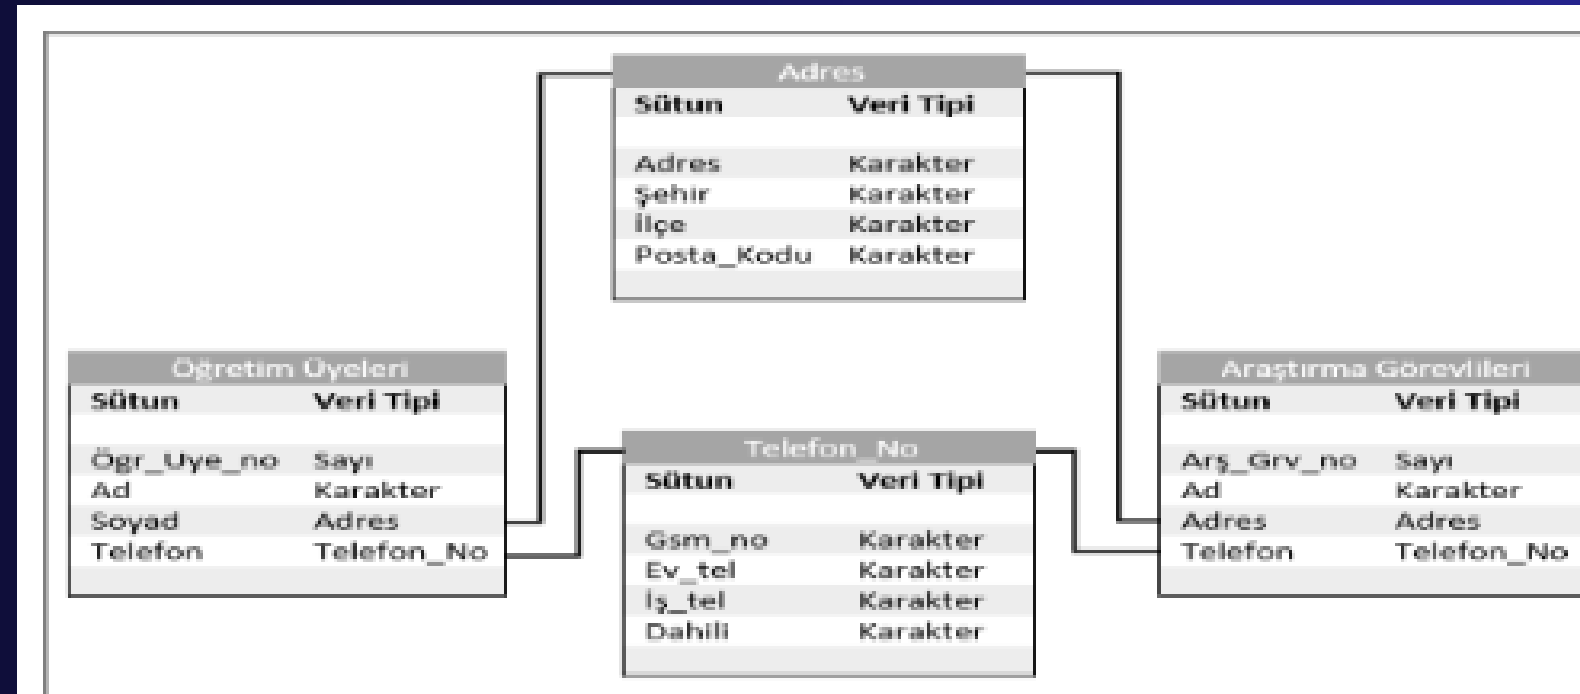 Adres
Sütun Veri Tipi
Adres Karakter
Şehir Karakter
İlçe Karakter
Posta_Kodu Karakter
Öğretim Üyeleri
Sütun Veri Tipi
Ögr_Uye_no Sayı
Ad Karakter
Soyad Adres
Telefon Telefon_No
Telefon_No
Sütun Veri Tipi
Gsm_no Karakter
Ev_tel Karakter
İş_tel Karakter
Dahili Karakter
Araştırma Görevlileri
Sütun Veri Tipi
Arş_Grv_no Sayı
Ad Karakter
Adres Adres
Telefon Telefon_No